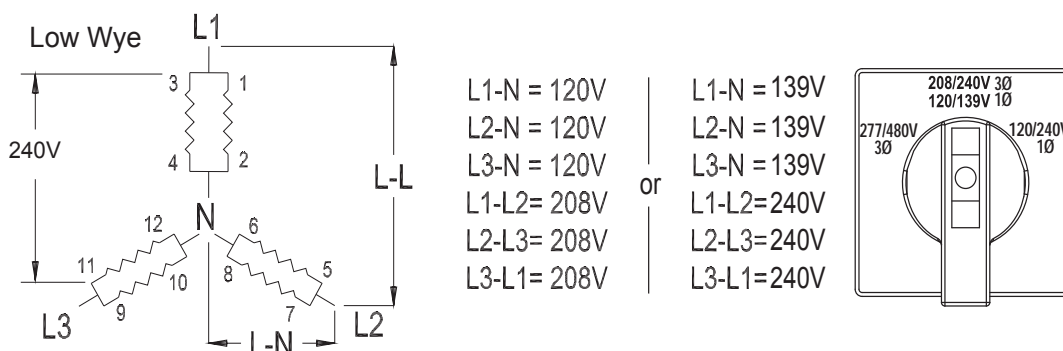 Low Wye
L1
3 1
240V
4 2
L-L
N
12 6
11 10 8 5
9 7
L3 L2
L-N
L1-N = 120V
L2-N = 120V
L3-N = 120V
L1-L2= 208V
L2-L3= 208V
L3-L1= 208V
or
L1-N = 139V
L2-N = 139V
L3-N = 139V
L1-L2=240V
L2-L3=240V
L3-L1=240V
208/240V 3Ø
120/139V 1Ø
277/480V
3Ø
120/240V
1Ø